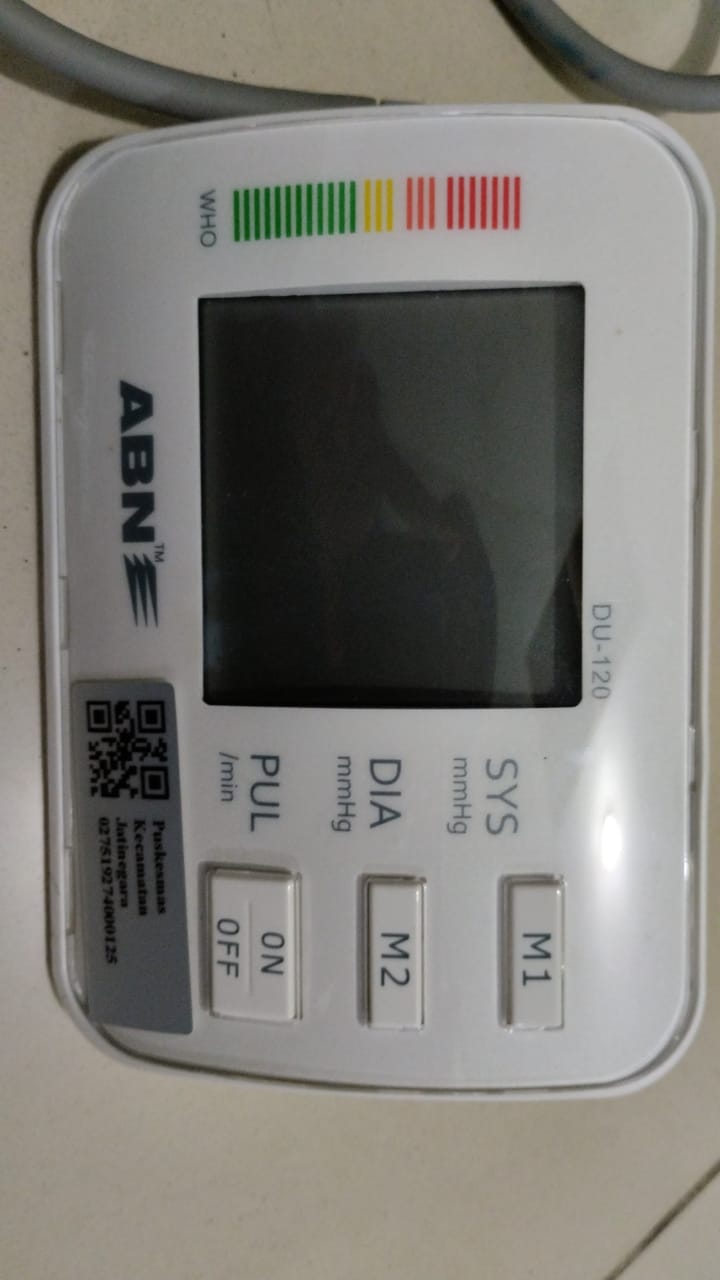 DU-120
WHO
SYS
mmHg
M1
DIA
mmHg
M2
PUL
/min
ON
OFF
ABN™
Puskesmas
Kecamatan
Jatinegara
027519274000125